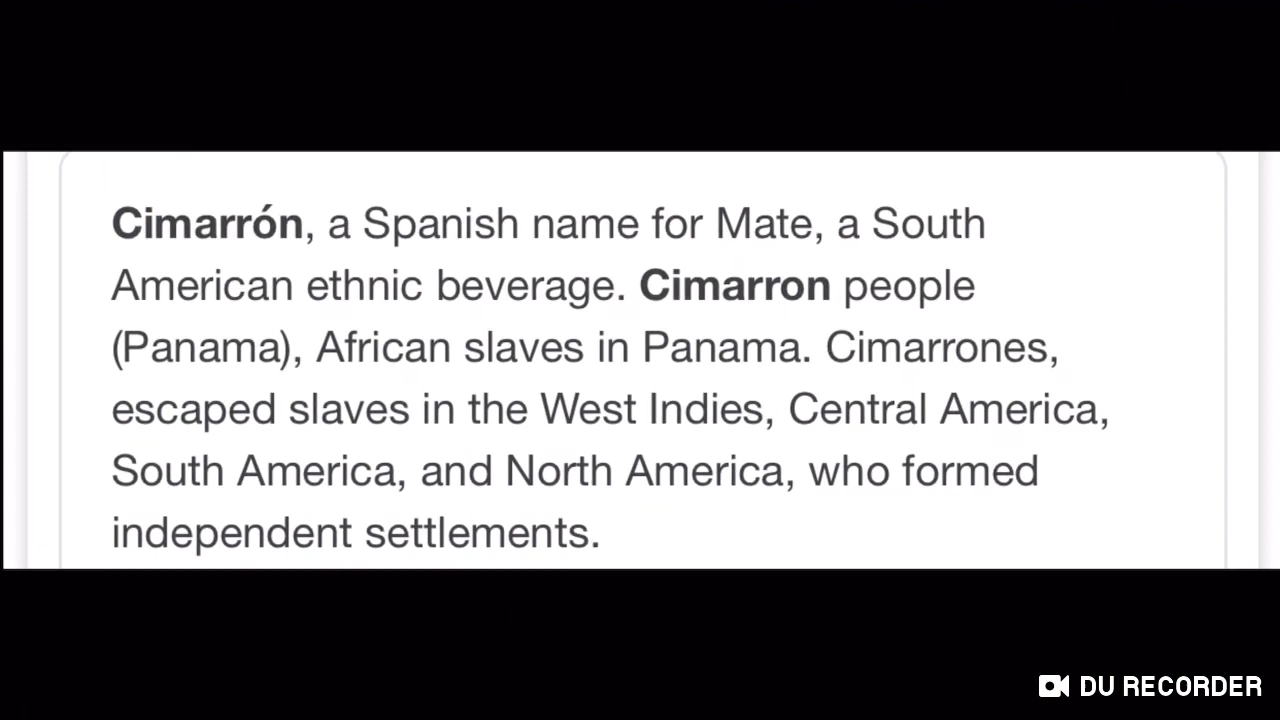 Cimarrón, a Spanish name for Mate, a South
American ethnic beverage. Cimarron people
(Panama), African slaves in Panama. Cimarrones,
escaped slaves in the West Indies, Central America,
South America, and North America, who formed
independent settlements.
DU RECORDER